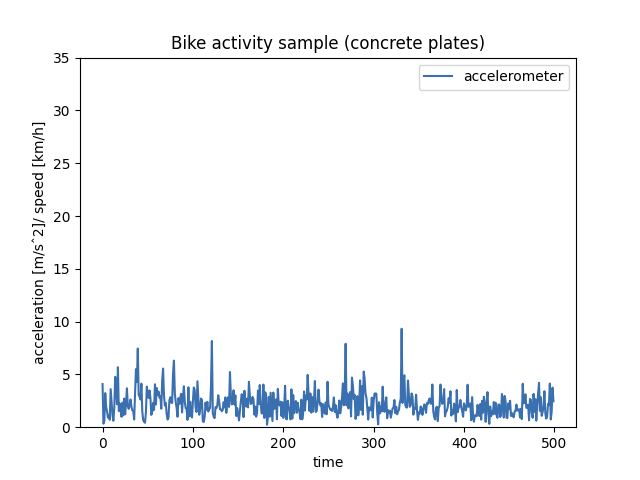 Bike activity sample (concrete plates)
accelerometer
acceleration [m/sˆ2]/ speed [km/h]
35
30
25
20
15
10
5
0
0 100 200 300 400 500
time